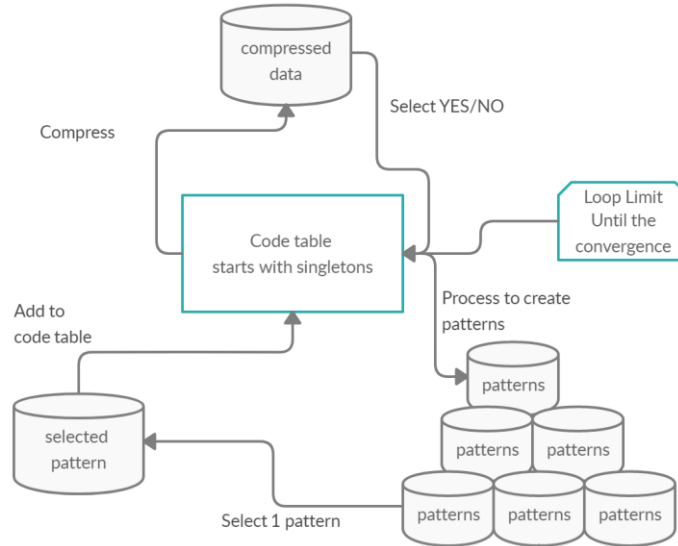 compressed
data
Select YES/NO
Compress
Loop Limit
Until the
convergence
Code table
starts with singletons
Process to create
patterns
Add to
code table
patterns
selected
pattern
patterns
patterns
patterns
patterns
patterns
Select 1 pattern